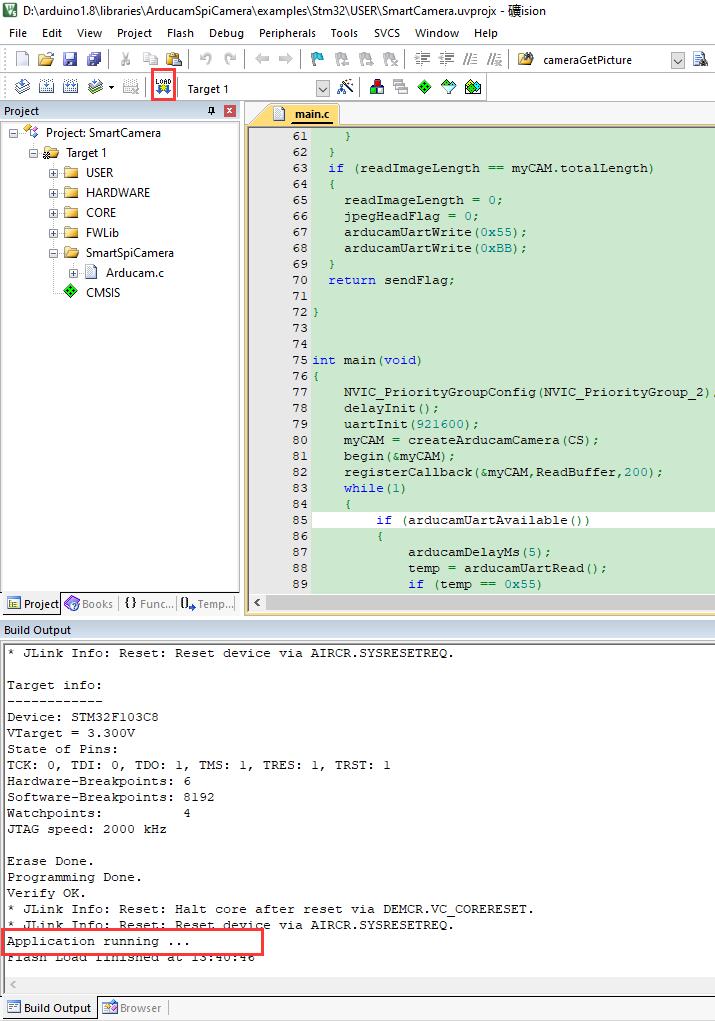 D:\arduino1.8\libraries\ArducamSpiCamera\examples\Stm32\USER\SmartCamera.uvprojx - 礦ision
File Edit View Project Flash Debug Peripherals Tools SVCS Window Help
cameraGetPicture
LOAD
Target 1
Project
main.c
Project: SmartCamera
Target 1
USER
HARDWARE
CORE
FWLib
SmartSpiCamera
Arducam.c
CMSIS
61 }
62 }
63 if (readImageLength == myCAM.totalLength)
64 {
65 readImageLength = 0;
66 jpegHeadFlag = 0;
67 arducamUartWrite(0x55);
68 arducamUartWrite(0xBB);
69 }
70 return sendFlag;
71
72 }
73
74
75 int main(void)
76 {
77 NVIC_PriorityGroupConfig(NVIC_PriorityGroup_2)
78 delayInit();
79 uartInit(921600);
80 myCAM = createArducamCamera(CS);
81 begin(&myCAM);
82 registerCallback(&myCAM,ReadBuffer,200);
83 while(1)
84 {
85 if (arducamUartAvailable())
86 {
87 arducamDelayMs(5);
88 temp = arducamUartRead();
89 if (temp == 0x55)
Project Books {} Func... Temp...
Build Output
* JLink Info: Reset: Reset device via AIRCR.SYSRESETREQ.
Target info:
------------
Device: STM32F103C8
VTarget = 3.300V
State of Pins:
TCK: 0, TDI: 0, TDO: 1, TMS: 1, TRES: 1, TRST: 1
Hardware-Breakpoints: 6
Software-Breakpoints: 8192
Watchpoints: 4
JTAG speed: 2000 kHz
Erase Done.
Programming Done.
Verify OK.
* JLink Info: Reset: Halt core after reset via DEMCR.VC_CORERESET.
* JLink Info: Reset: Reset device via AIRCR.SYSRESETREQ.
Application running ...
Flash Load finished at 13:40:46
Build Output Browser